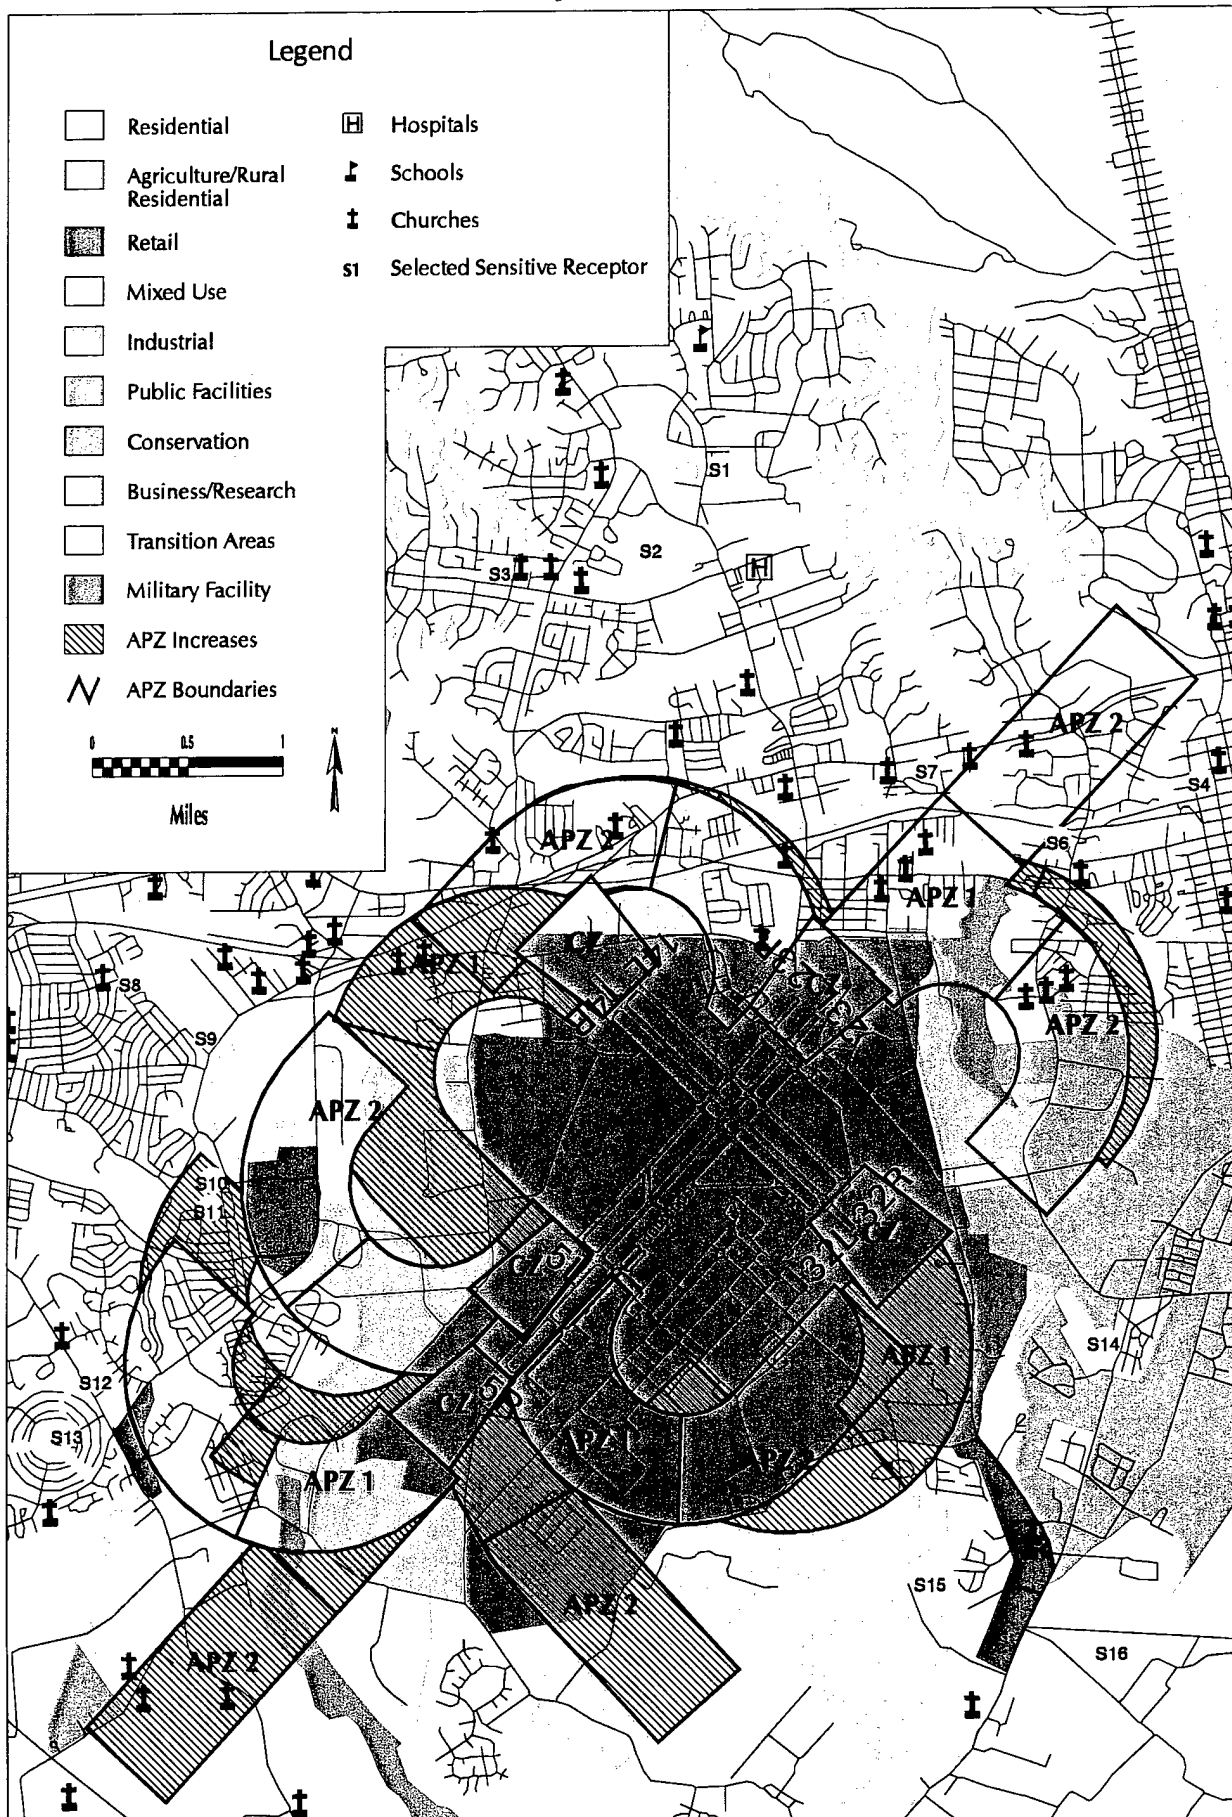 Legend
Residential
Agriculture/Rural
Residential
Retail
Mixed Use
Industrial
Public Facilities
Conservation
Business/Research
Transition Areas
Military Facility
APZ Increases
APZ Boundaries
H Hospitals
Schools
Churches
S1 Selected Sensitive Receptor
0 0.5 1
Miles
N
S1
S2
S3
H
APZ 2
S7
S4
APZ 2
S6
APZ 1
CZ
APZ 1
S8
CZ
APZ 2
S9
APZ 2
S10
S11
CZ
CZ
APZ 1
S14
S12
CZ
S13
APZ 1
APZ 2
APZ 1
S15
APZ 2
S16
APZ 2